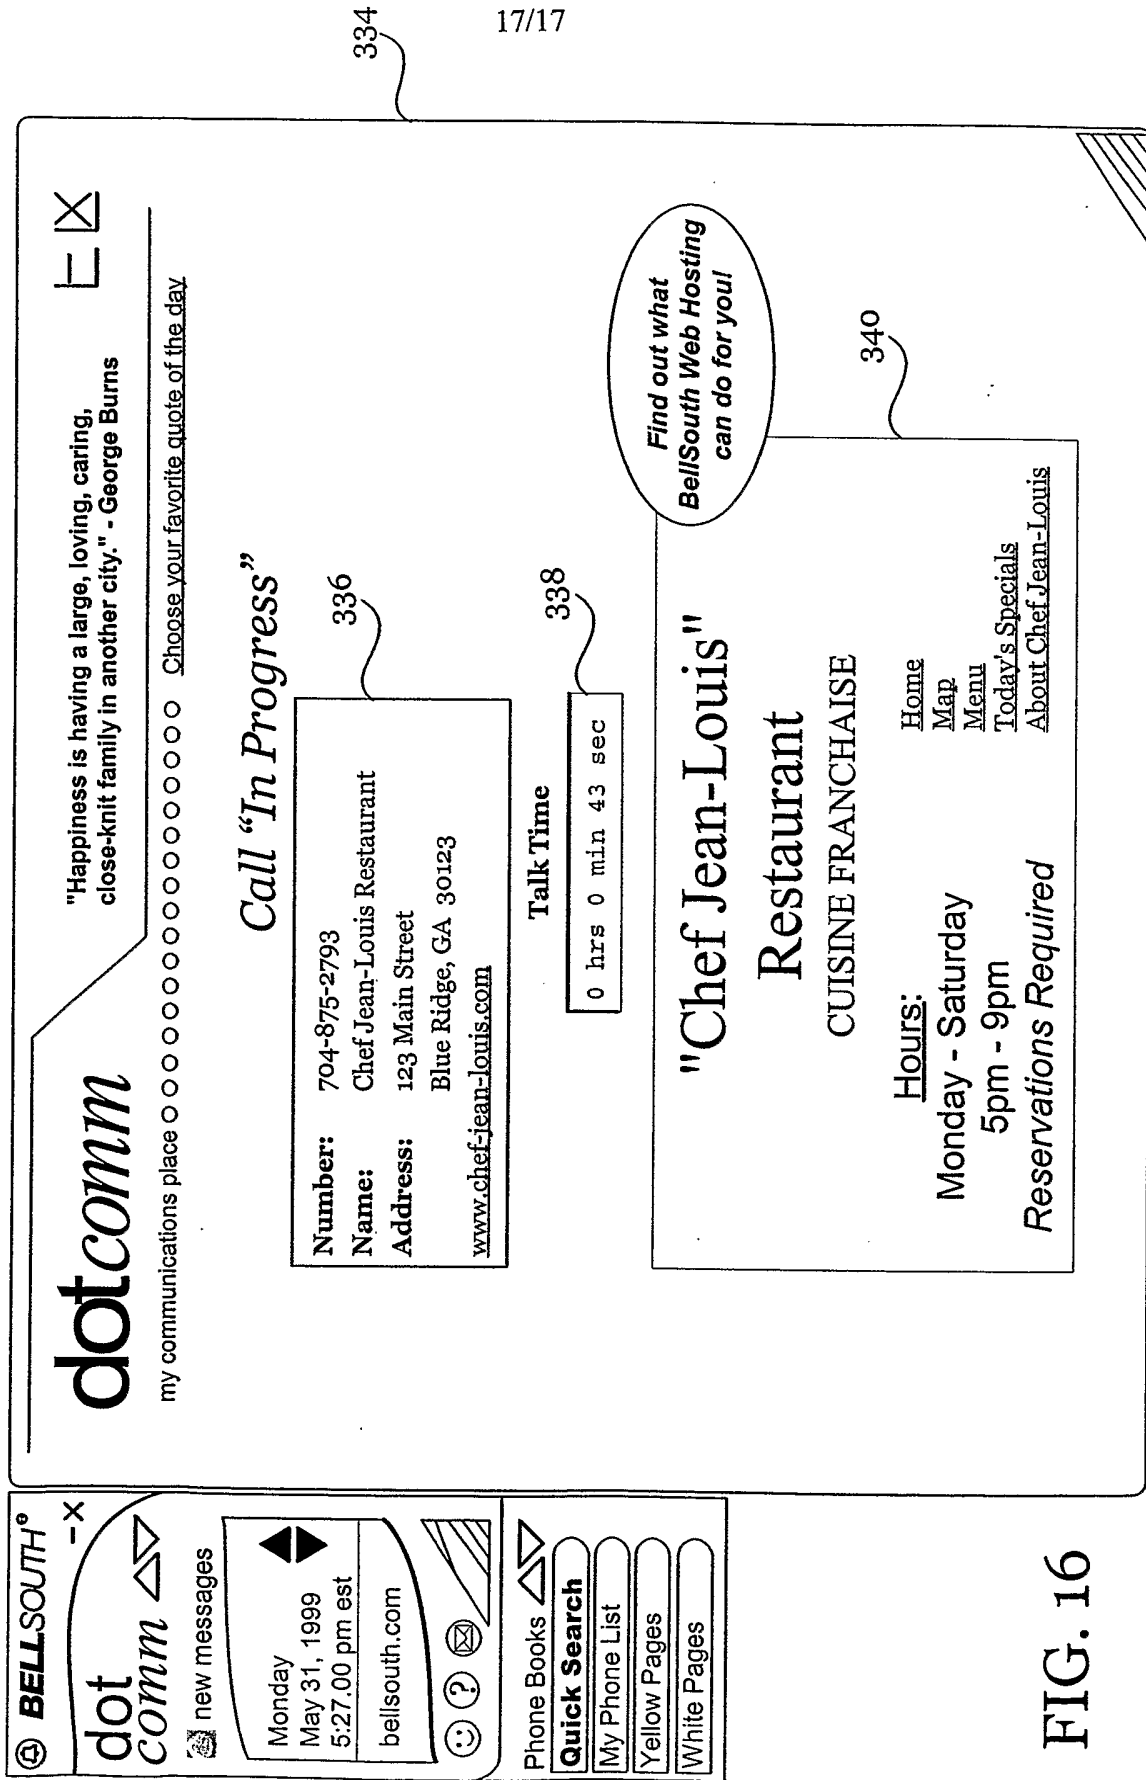 17/17
BELLSOUTH®
-X
dot
comm
new messages
Monday
May 31, 1999
5:27.00 pm est
bellsouth.com
?
Phone Books
Quick Search
My Phone List
Yellow Pages
White Pages
dotcomm
my communications place
"Happiness is having a large, loving, caring,
close-knit family in another city." - George Burns
Choose your favorite quote of the day
334
Call “In Progress”
336
Number: 704-875-2793
Name: Chef Jean-Louis Restaurant
Address: 123 Main Street
Blue Ridge, GA 30123
www.chef-jean-louis.com
Talk Time
338
0 hrs 0 min 43 sec
Find out what
BellSouth Web Hosting
can do for you!
340
"Chef Jean-Louis"
Restaurant
CUISINE FRANCHAISE
Hours:
Monday - Saturday
5pm - 9pm
Reservations Required
Home
Map
Menu
Today's Specials
About Chef Jean-Louis
FIG. 16